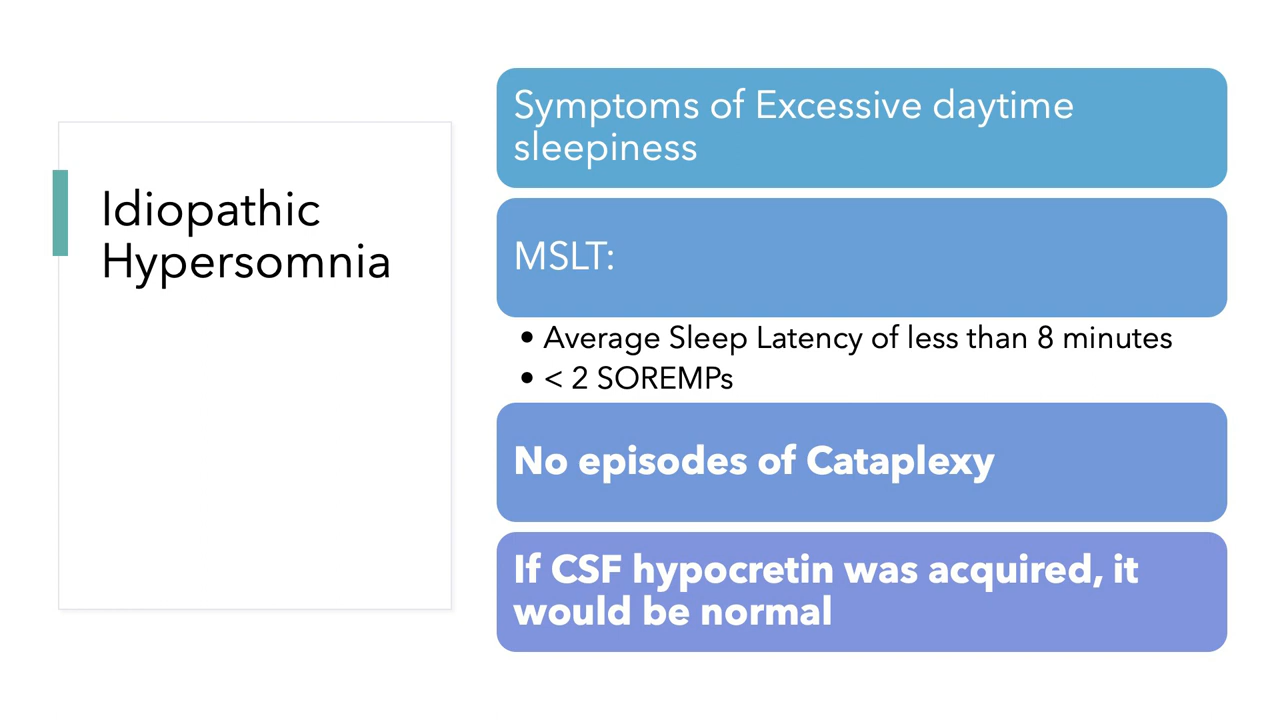 Idiopathic
Hypersomnia
Symptoms of Excessive daytime
sleepiness
MSLT:
• Average Sleep Latency of less than 8 minutes
• < 2 SOREMPs
No episodes of Cataplexy
If CSF hypocretin was acquired, it
would be normal